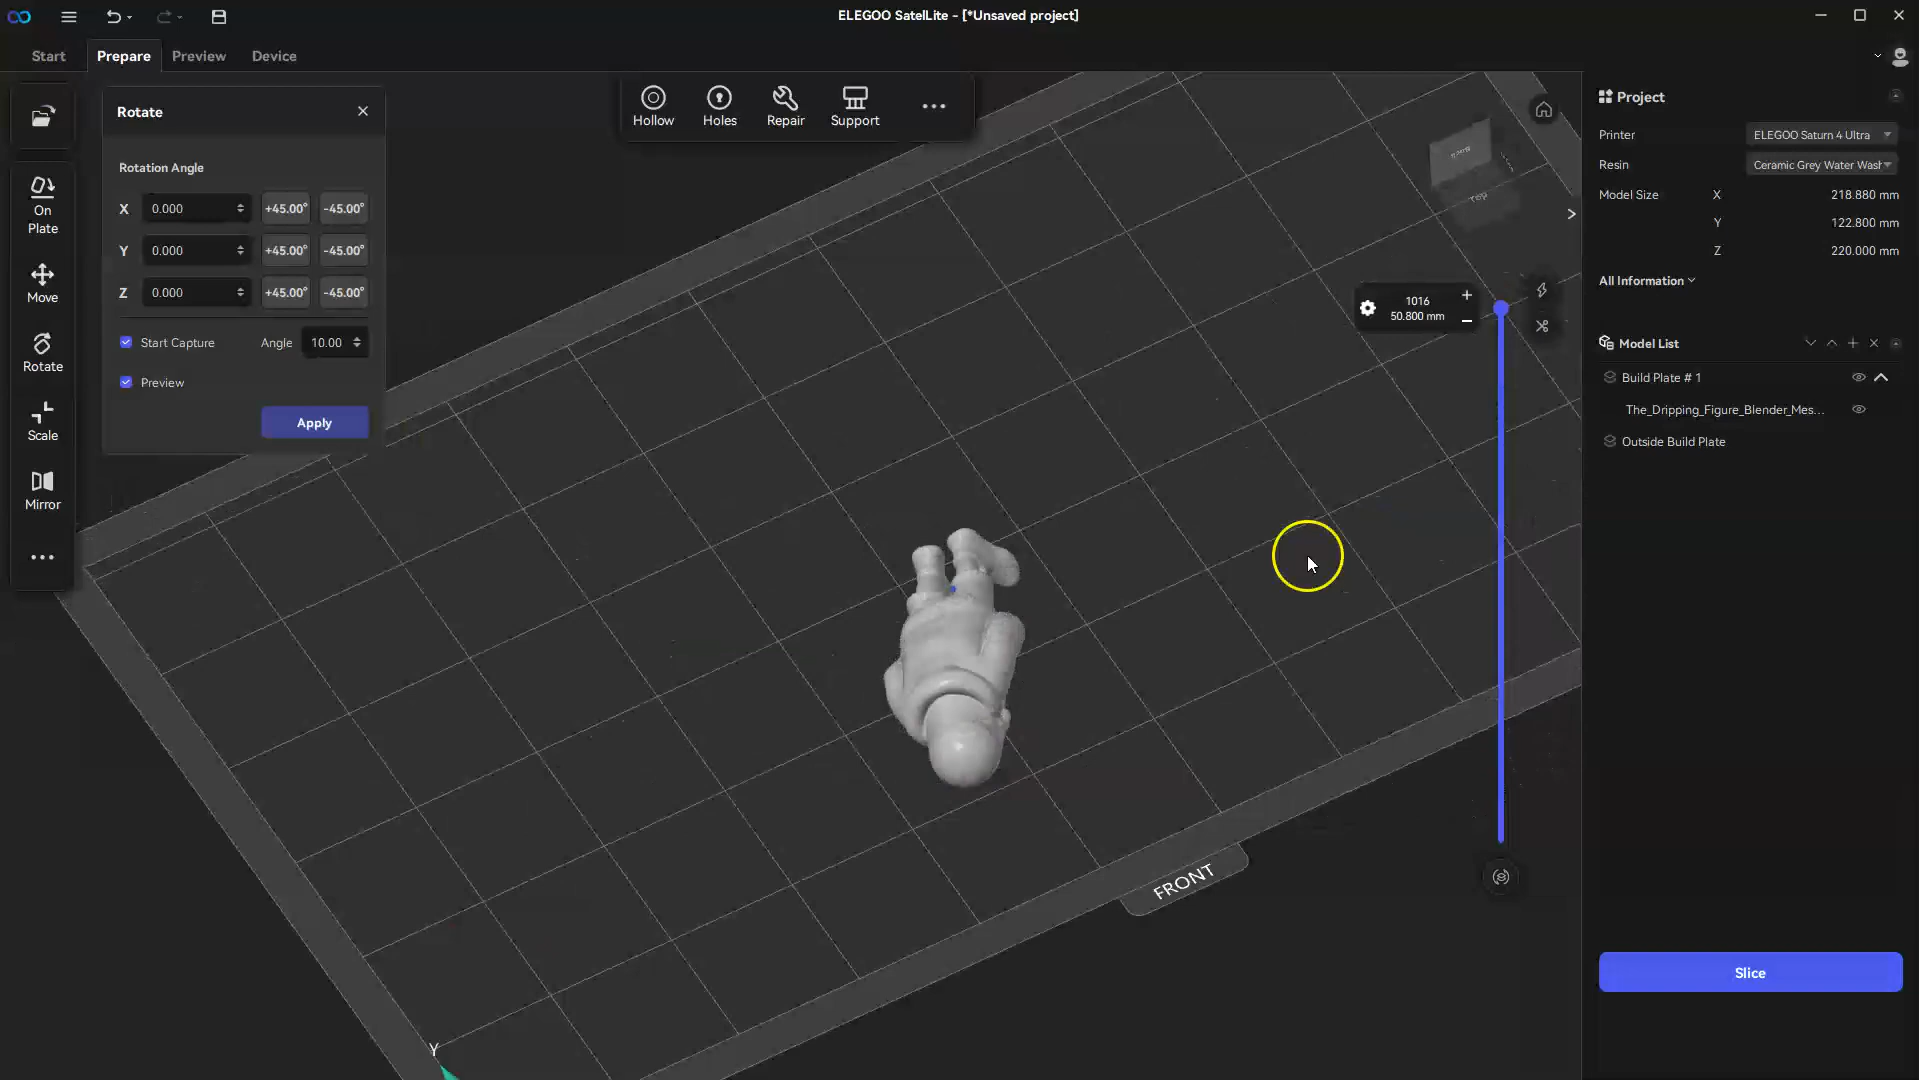 ELEGOO SatelLite - [*Unsaved project]
Start
Prepare
Preview
Device
Rotate
Rotation Angle
X 0.000 +45.00° -45.00°
Y 0.000 +45.00° -45.00°
Z 0.000 +45.00° -45.00°
Start Capture Angle 10.00
Preview
Apply
On
Plate
Move
Rotate
Scale
Mirror
Hollow
Holes
Repair
Support
Top
1016
50.800 mm
FRONT
Y
Project
Printer ELEGOO Saturn 4 Ultra
Resin Ceramic Grey Water Wash
Model Size X 218.880 mm
Y 122.800 mm
Z 220.000 mm
All Information
Model List
Build Plate # 1
The_Dripping_Figure_Blender_Mes...
Outside Build Plate
Slice